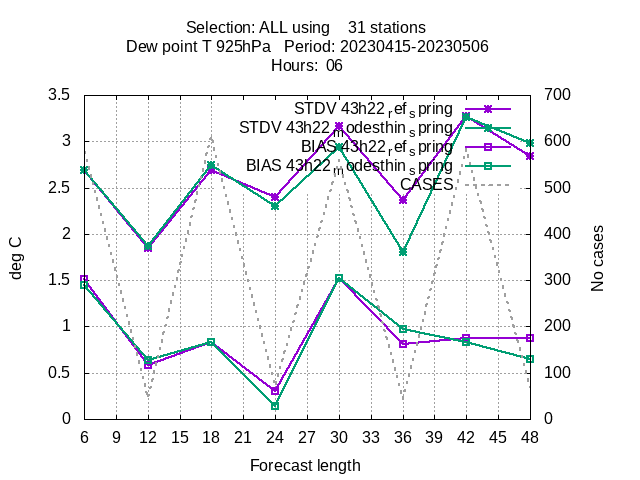 Selection: ALL using 31 stations
Dew point T 925hPa Period: 20230415-20230506
Hours: 06
STDV 43h22_ref_spring
STDV 43h22_modesthin_spring
BIAS 43h22_ref_spring
BIAS 43h22_modesthin_spring
CASES
deg C
3.5
3
2.5
2
1.5
1
0.5
0
700
600
500
400
300
200
100
0
No cases
6 9 12 15 18 21 24 27 30 33 36 39 42 45 48
Forecast length